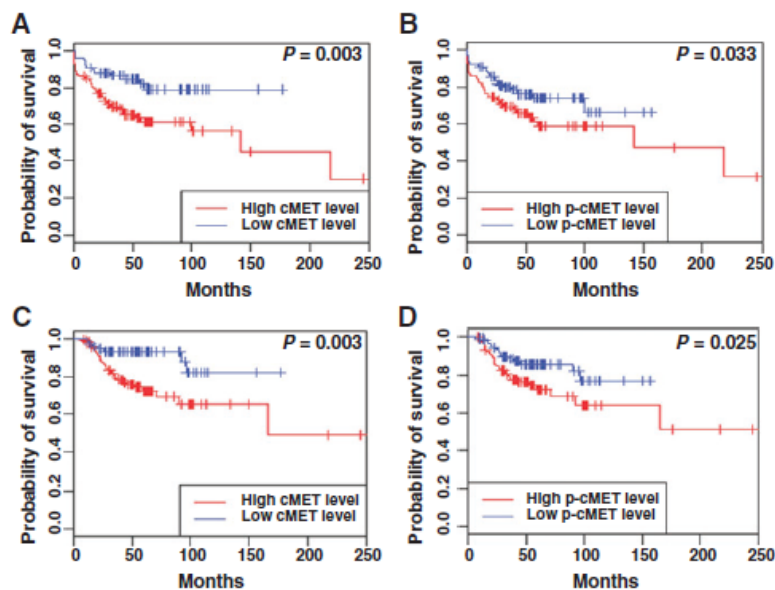 A
P = 0.003
Probability of survival
1.0
0.8
0.6
0.4
0.2
0.0
High cMET level
Low cMET level
0 50 100 150 200 250
Months
B
P = 0.033
Probability of survival
1.0
0.8
0.6
0.4
0.2
0.0
High p-cMET level
Low p-cMET level
0 50 100 150 200 250
Months
C
P = 0.003
Probability of survival
1.0
0.8
0.6
0.4
0.2
0.0
High cMET level
Low cMET level
0 50 100 150 200 250
Months
D
P = 0.025
Probability of survival
1.0
0.8
0.6
0.4
0.2
0.0
High p-cMET level
Low p-cMET level
0 50 100 150 200 250
Months